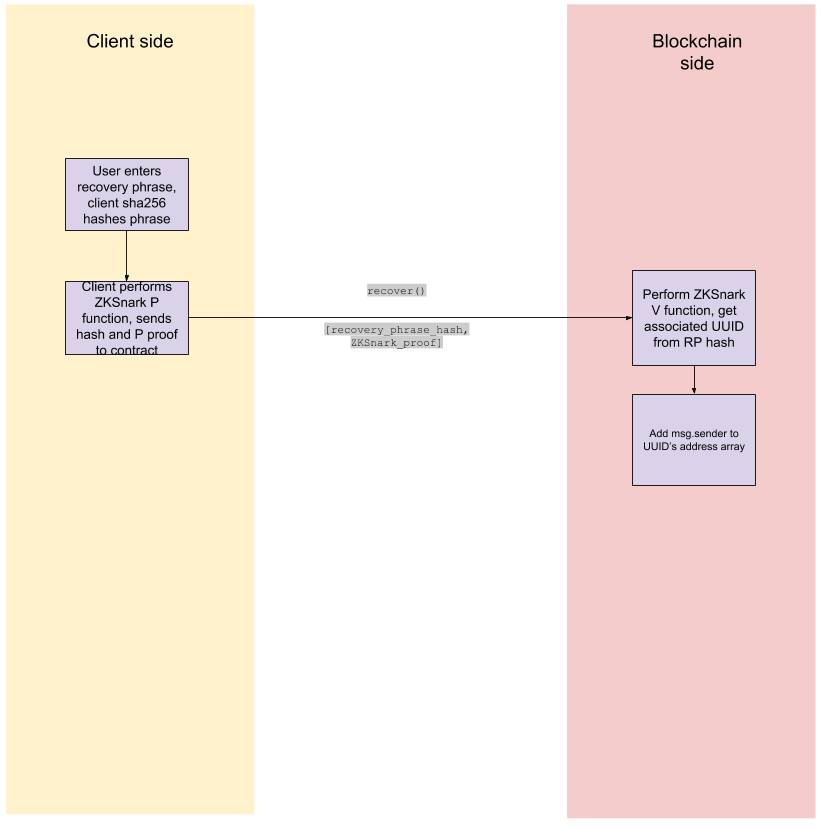 Client side
Blockchain
side
User enters
recovery phrase,
client sha256
hashes phrase
Client performs
ZKSnark P
function, sends
hash and P proof
to contract
recover()
[recovery_phrase_hash,
ZKSnark_proof]
Perform ZKSnark
V function, get
associated UUID
from RP hash
Add msg.sender to
UUID's address array